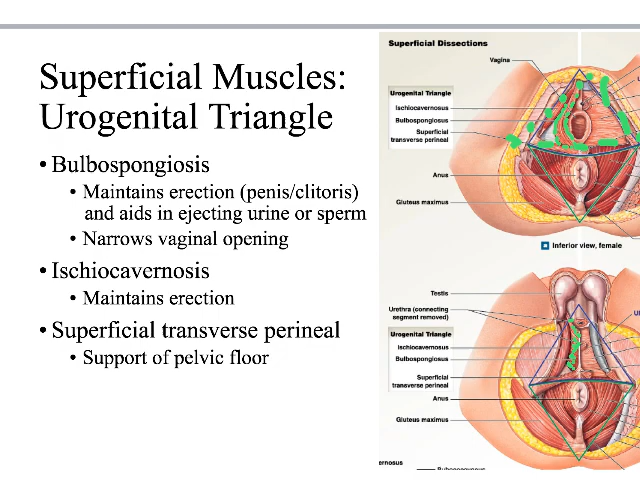 Superficial Muscles:
Urogenital Triangle
• Bulbospongiosis
• Maintains erection (penis/clitoris)
and aids in ejecting urine or sperm
• Narrows vaginal opening
• Ischiocavernosis
• Maintains erection
• Superficial transverse perineal
• Support of pelvic floor
Superficial Dissections
Vagina
Urogenital Triangle
Ischiocavernosus
Bulbospongiosus
Superficial
transverse perineal
Anus
Gluteus maximus
Inferior view, female
Testis
Urethra (connecting
segment removed)
Urogenital Triangle
Ischiocavernosus
Bulbospongiosus
Superficial
transverse perineal
Anus
Gluteus maximus
ernosus